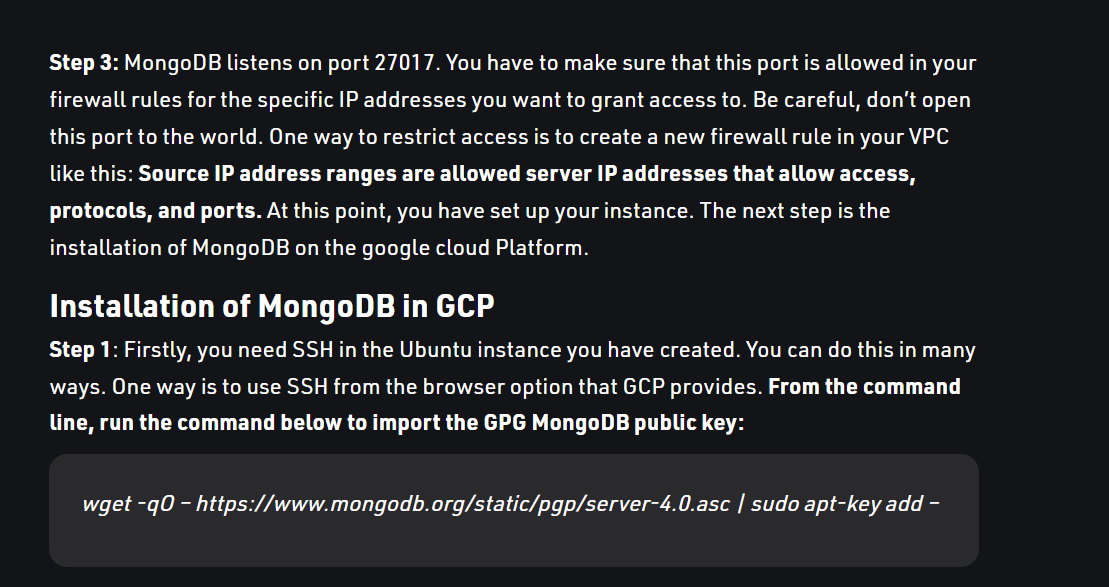 Step 3: MongoDB listens on port 27017. You have to make sure that this port is allowed in your
firewall rules for the specific IP addresses you want to grant access to. Be careful, don’t open
this port to the world. One way to restrict access is to create a new firewall rule in your VPC
like this: Source IP address ranges are allowed server IP addresses that allow access,
protocols, and ports. At this point, you have set up your instance. The next step is the
installation of MongoDB on the google cloud Platform.
Installation of MongoDB in GCP
Step 1: Firstly, you need SSH in the Ubuntu instance you have created. You can do this in many
ways. One way is to use SSH from the browser option that GCP provides. From the command
line, run the command below to import the GPG MongoDB public key:
wget -qO – https://www.mongodb.org/static/pgp/server-4.0.asc | sudo apt-key add –